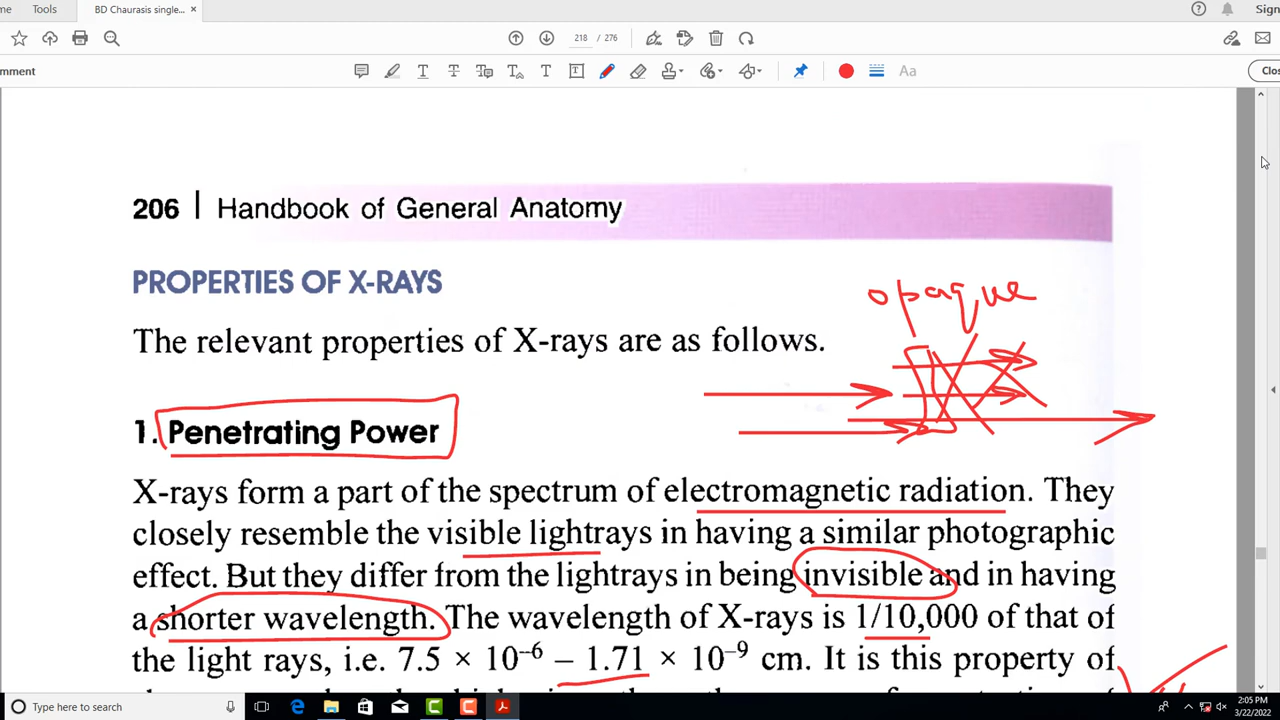 me
Tools
BD Chaurasis single... ×
Sign
218 / 276
mment
Aa
Clos
206 | Handbook of General Anatomy
PROPERTIES OF X-RAYS
opaque
The relevant properties of X-rays are as follows.
1. Penetrating Power
X-rays form a part of the spectrum of electromagnetic radiation. They
closely resemble the visible lightrays in having a similar photographic
effect. But they differ from the lightrays in being invisible and in having
a shorter wavelength. The wavelength of X-rays is 1/10,000 of that of
the light rays, i.e. 7.5 × 10⁻⁶ – 1.71 × 10⁻⁹ cm. It is this property of
Type here to search
2:05 PM
3/22/2022